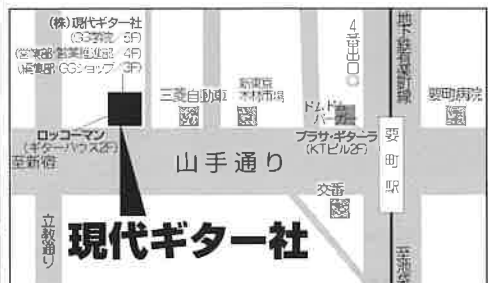 (株)現代ギター社
(GG学院 5F)
(営業部・営業推進部 4F)
(編集部・GGショップ 3F)
4番出口
地下鉄有楽町線
三菱自動車
新東京
木材市場
要町病院
ドムドム
バーガー
プラサ・ギターラ
(KTビル2F)
ロッコーマン
(ギターハウス2F)
至新宿
山手通り
要町駅
交番
立教通り
現代ギター社
至池袋